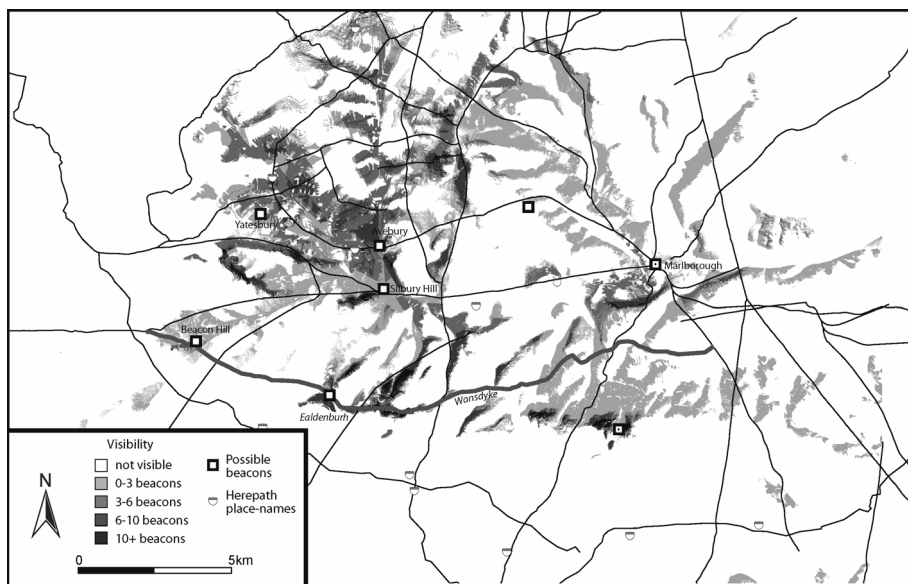 Avebury
Yatesbury
Marlborough
Silbury Hill
Beacon Hill
Wansdyke
Ealdenburh
Visibility
not visible
0-3 beacons
3-6 beacons
6-10 beacons
10+ beacons
Possible
beacons
Herepath
place-names
N
0
5km